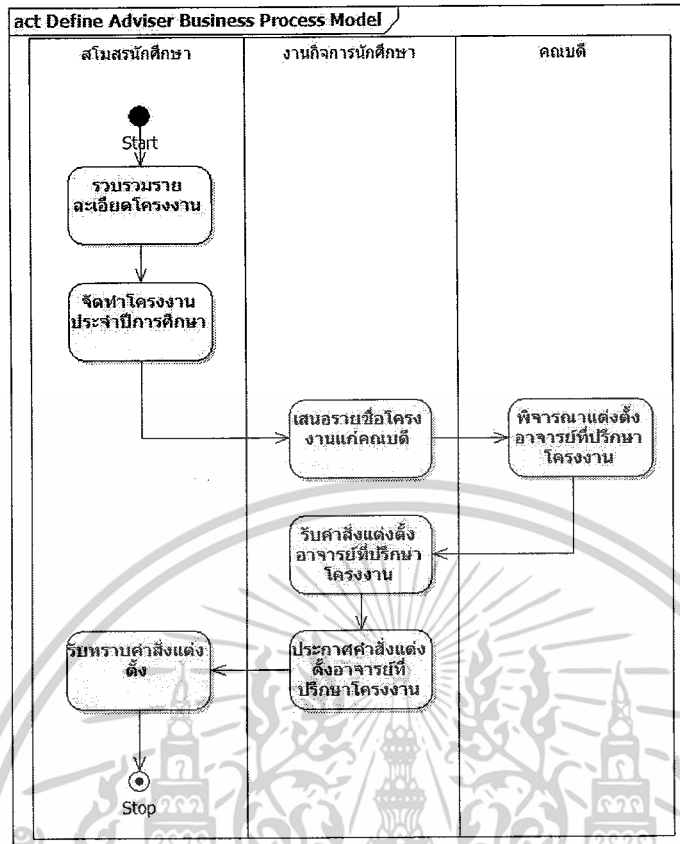 act Define Adviser Business Process Model
สโมสรนักศึกษา
งานกิจการนักศึกษา
คณบดี
Start
รวบรวมราย
ละเอียดโครงงาน
จัดทำโครงงาน
ประจำปีการศึกษา
เสนอรายชื่อโครง
งานแก่คณบดี
พิจารณาแต่งตั้ง
อาจารย์ที่ปรึกษา
โครงงาน
รับคำสั่งแต่งตั้ง
อาจารย์ที่ปรึกษา
โครงงาน
รับทราบคำสั่งแต่ง
ตั้ง
ประกาศคำสั่งแต่ง
ตั้งอาจารย์ที่
ปรึกษาโครงงาน
Stop